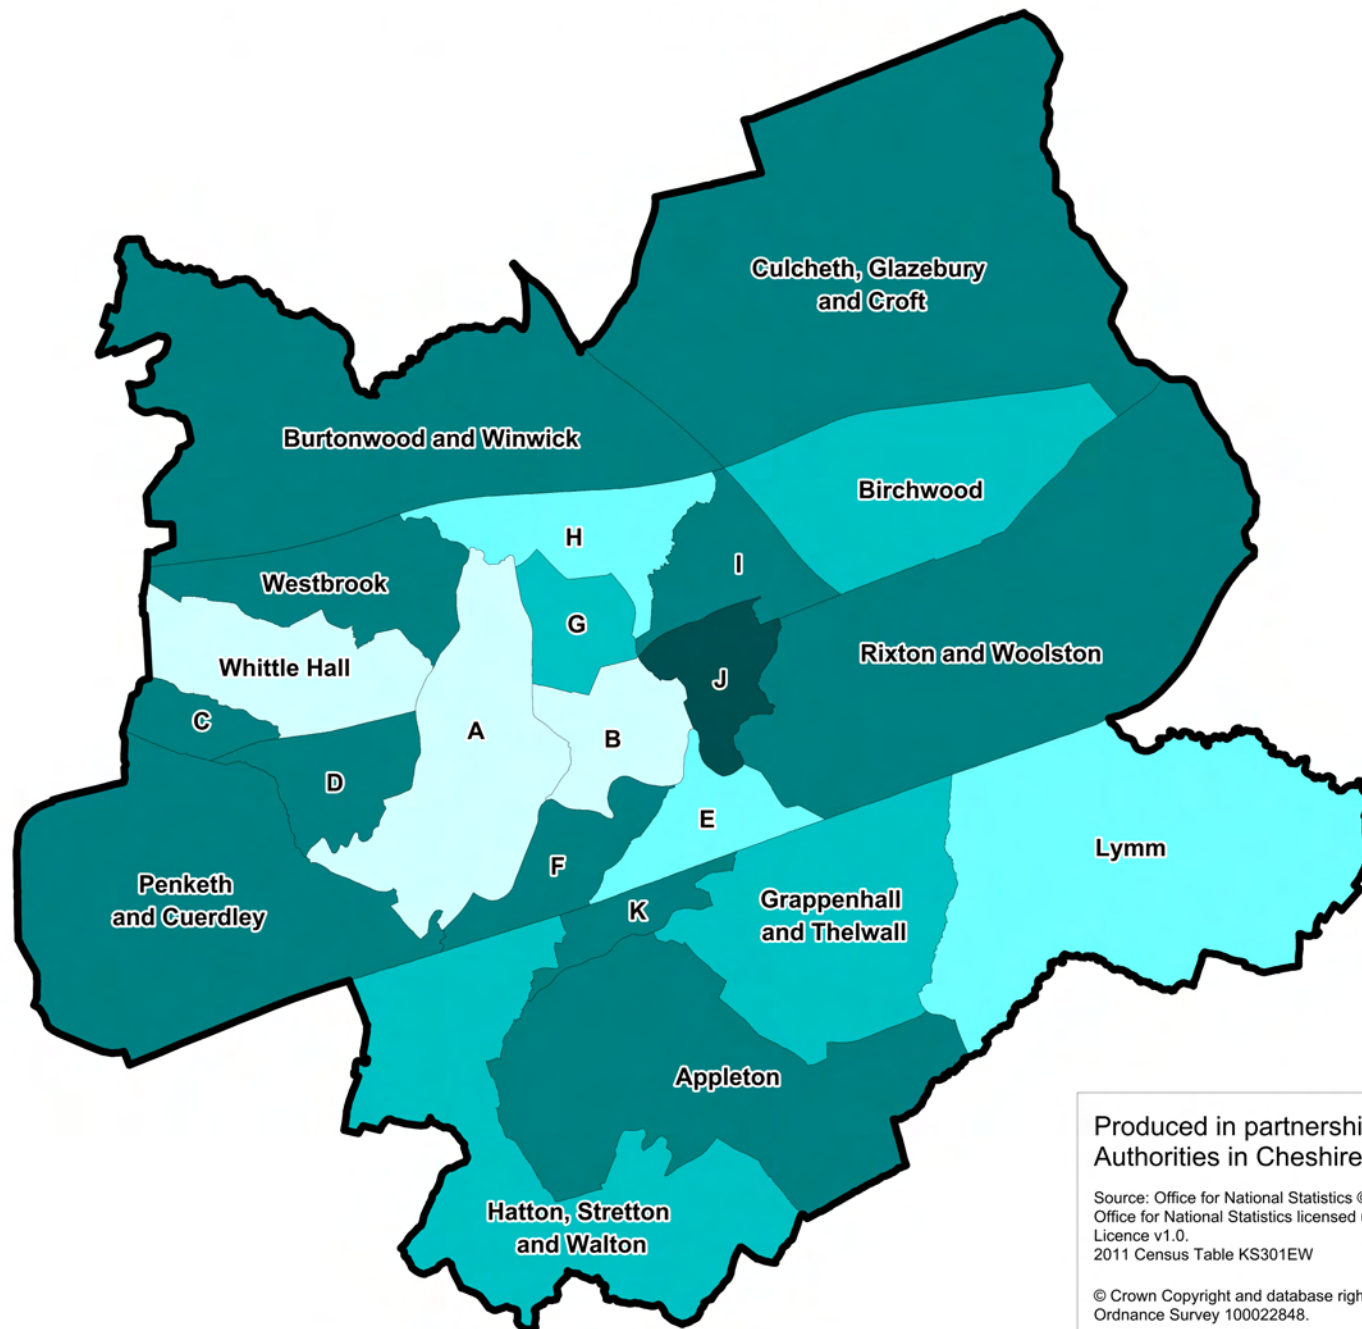 Culcheth, Glazebury
and Croft
Burtonwood and Winwick
Birchwood
H
I
Westbrook
G
Whittle Hall
Rixton and Woolston
J
C
A
B
D
E
Lymm
F
Penketh
and Cuerdley
Grappenhall
and Thelwall
K
Appleton
Hatton, Stretton
and Walton
Produced in partnershi
Authorities in Cheshire
Source: Office for National Statistics ©
Office for National Statistics licensed
Licence v1.0.
2011 Census Table KS301EW
© Crown Copyright and database righ
Ordnance Survey 100022848.